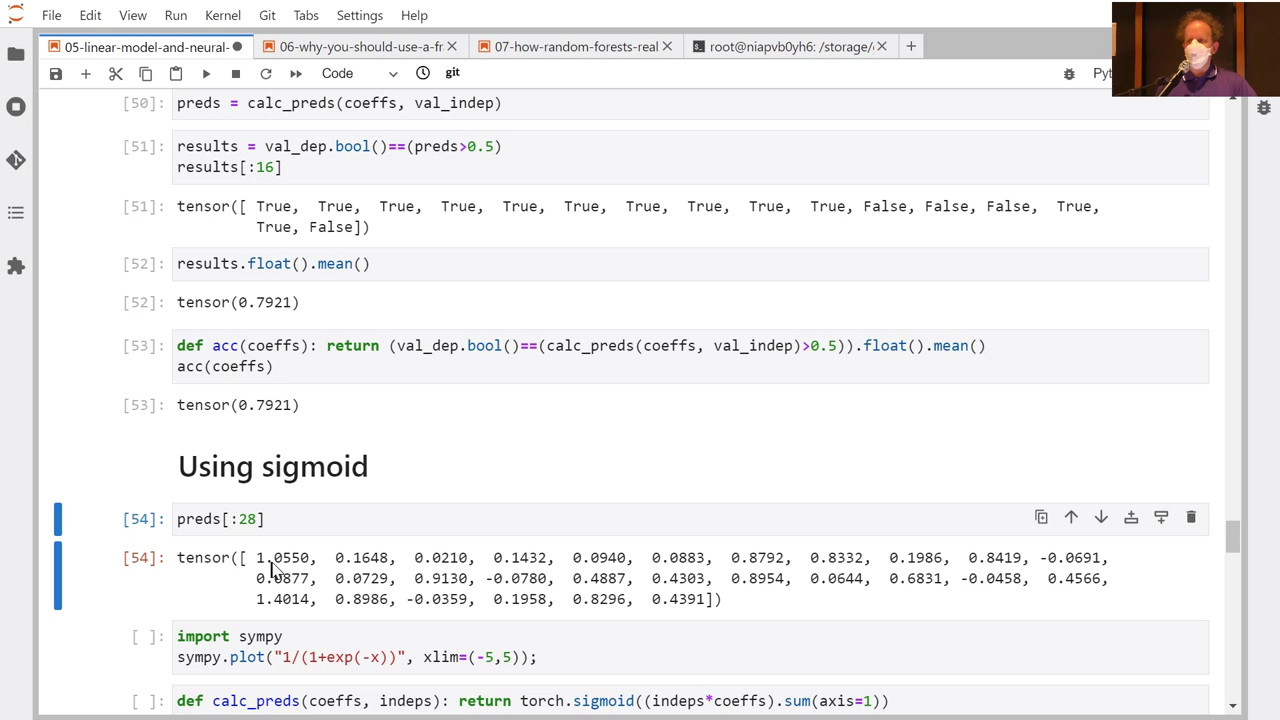 File Edit View Run Kernel Git Tabs Settings Help
05-linear-model-and-neural- 06-why-you-should-use-a-fr 07-how-random-forests-real root@niapvb0yh6: /storage/
Code git Pyt
[50]: preds = calc_preds(coeffs, val_indep)
[51]: results = val_dep.bool()==(preds>0.5)
results[:16]
[51]: tensor([ True, True, True, True, True, True, True, True, True, True, False, False, False, True,
True, False])
[52]: results.float().mean()
[52]: tensor(0.7921)
[53]: def acc(coeffs): return (val_dep.bool()==(calc_preds(coeffs, val_indep)>0.5)).float().mean()
acc(coeffs)
[53]: tensor(0.7921)
Using sigmoid
[54]: preds[:28]
[54]: tensor([ 1.0550, 0.1648, 0.0210, 0.1432, 0.0940, 0.0883, 0.8792, 0.8332, 0.1986, 0.8419, -0.0691,
0.0729, 0.9130, -0.0780, 0.4887, 0.4303, 0.8954, 0.0644, 0.6831, -0.0458, 0.4566,
1.4014, 0.8986, -0.0359, 0.1958, 0.8296, 0.4391])
[ ]: import sympy
sympy.plot("1/(1+exp(-x))", xlim=(-5,5));
[ ]: def calc_preds(coeffs, indeps): return torch.sigmoid((indeps*coeffs).sum(axis=1))